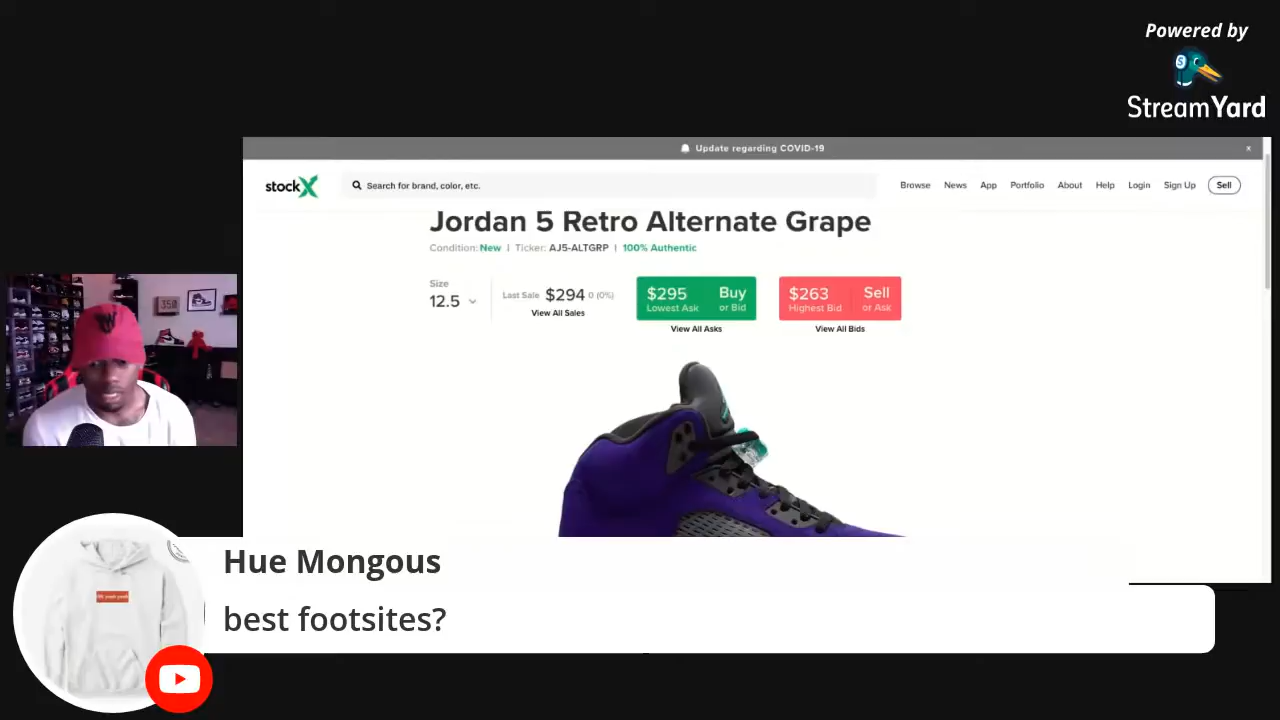 Powered by
StreamYard
Update regarding COVID-19
stockX
Search for brand, color, etc.
Browse News App Portfolio About Help Login Sign Up Sell
Jordan 5 Retro Alternate Grape
Condition: New | Ticker: AJ5-ALTGRP | 100% Authentic
Size
12.5
Last Sale $294 0 (0%)
View All Sales
$295 Buy
Lowest Ask or Bid
View All Asks
$263 Sell
Highest Bid or Ask
View All Bids
350
Hue Mongous
best footsites?